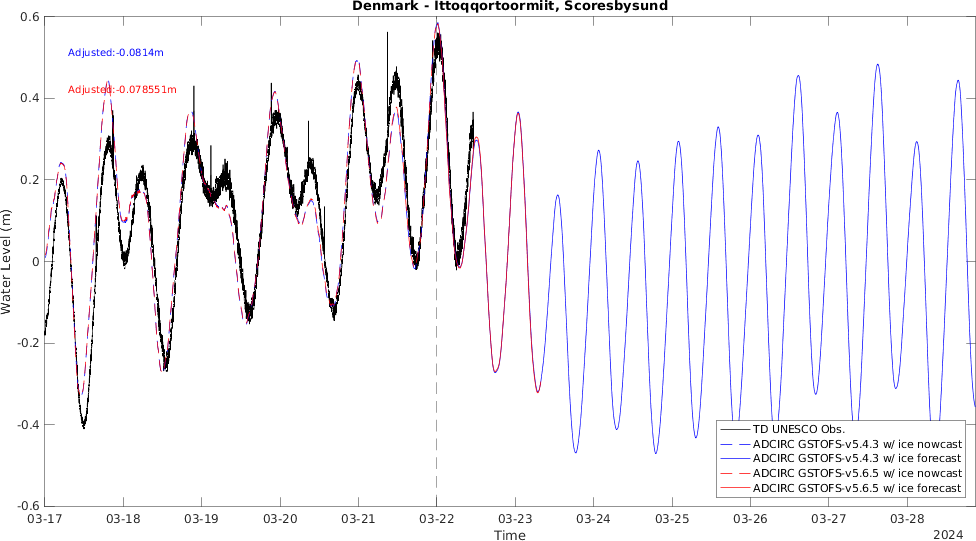 Denmark - Ittoqqortoormiit, Scoresbysund
Adjusted:-0.0814m
Adjusted:-0.078551m
0.6
0.4
0.2
0
-0.2
-0.4
-0.6
Water Level (m)
TD UNESCO Obs.
ADCIRC GSTOFS-v5.4.3 w/ ice nowcast
ADCIRC GSTOFS-v5.4.3 w/ ice forecast
ADCIRC GSTOFS-v5.6.5 w/ ice nowcast
ADCIRC GSTOFS-v5.6.5 w/ ice forecast
03-17 03-18 03-19 03-20 03-21 03-22 03-23 03-24 03-25 03-26 03-27 03-28
Time
2024